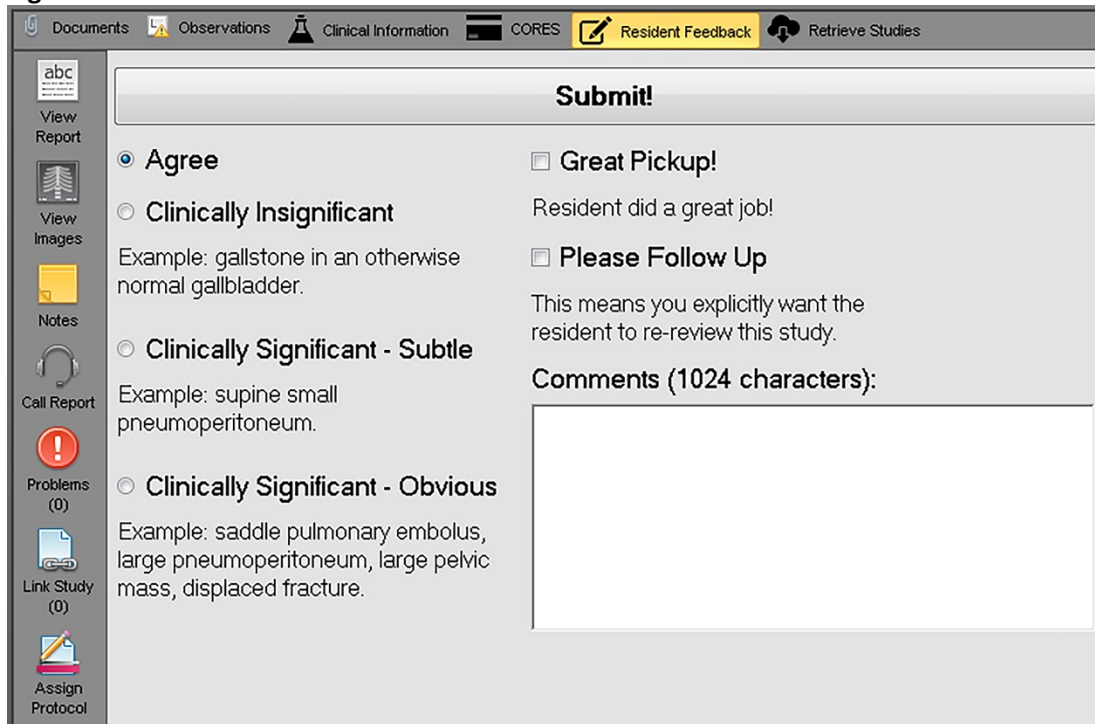 Documents Observations Clinical Information CORES Resident Feedback Retrieve Studies
abc
View
Report
View
Images
Notes
Call Report
Problems
(0)
Link Study
(0)
Assign
Protocol
Submit!
Agree
Clinically Insignificant
Example: gallstone in an otherwise
normal gallbladder.
Clinically Significant - Subtle
Example: supine small
pneumoperitoneum.
Clinically Significant - Obvious
Example: saddle pulmonary embolus,
large pneumoperitoneum, large pelvic
mass, displaced fracture.
Great Pickup!
Resident did a great job!
Please Follow Up
This means you explicitly want the
resident to re-review this study.
Comments (1024 characters):